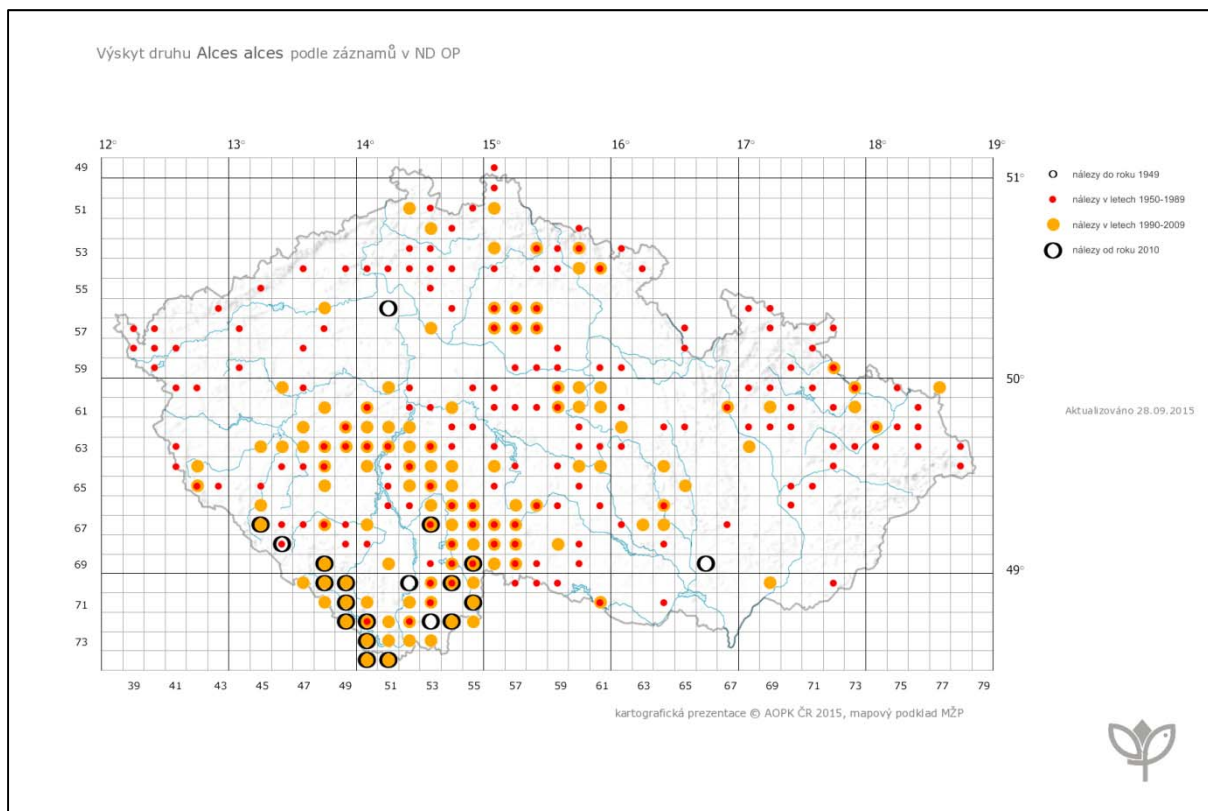 Výskyt druhu Alces alces podle záznamů v ND OP
12° 13° 14° 15° 16° 17° 18° 19°
49
51°
51
53
55
57
59
50°
61
63
65
67
69
49°
71
73
39 41 43 45 47 49 51 53 55 57 59 61 63 65 67 69 71 73 75 77 79
nálezy do roku 1949
nálezy v letech 1950-1989
nálezy v letech 1990-2009
nálezy od roku 2010
Aktualizováno 28.09.2015
kartografická prezentace © AOPK ČR 2015, mapový podklad MŽP